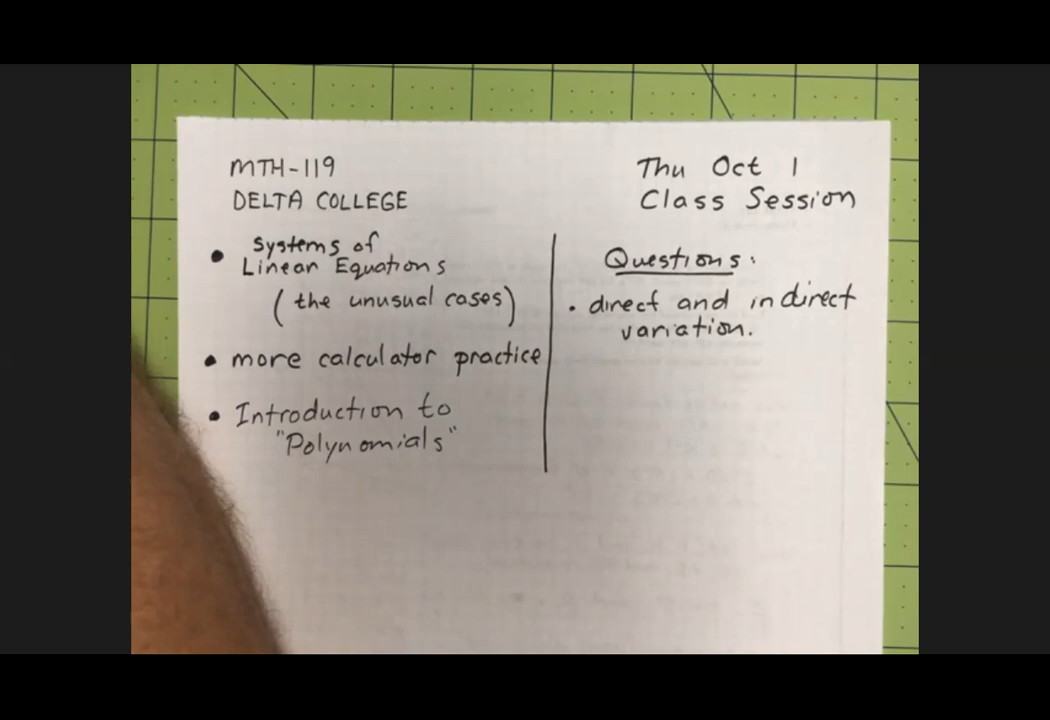 MTH-119
DELTA COLLEGE
Thu Oct 1
Class Session
• Systems of
Linear Equations
(the unusual cases)
• more calculator practice
• Introduction to
"Polynomials"
Questions:
• direct and indirect
variation.